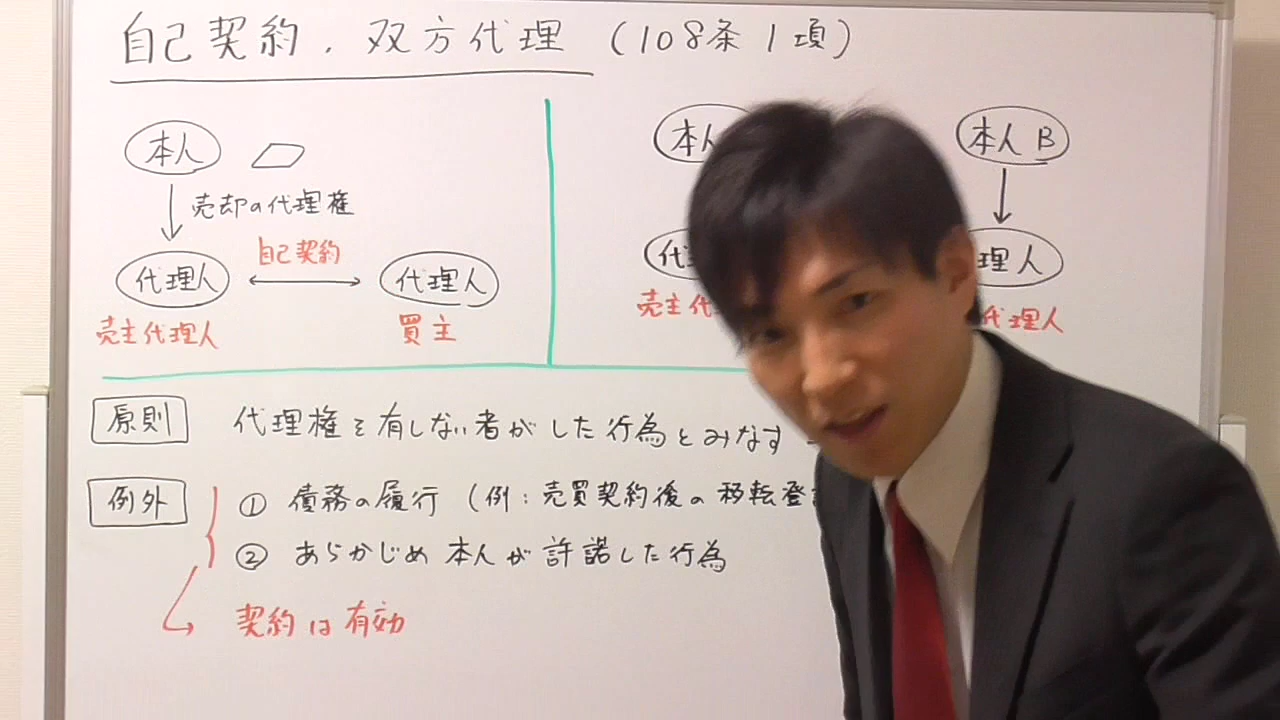 自己契約．双方代理 （108条1項）
本人
売却の代理権
代理人
自己契約
代理人
売主代理人
買主
本人
本人 B
理人
売主代
代理人
原則
代理権を有しない者がした行為とみなす
例外
① 債務の履行 （例：売買契約後の移転登
② あらかじめ本人が許諾した行為
契約は有効